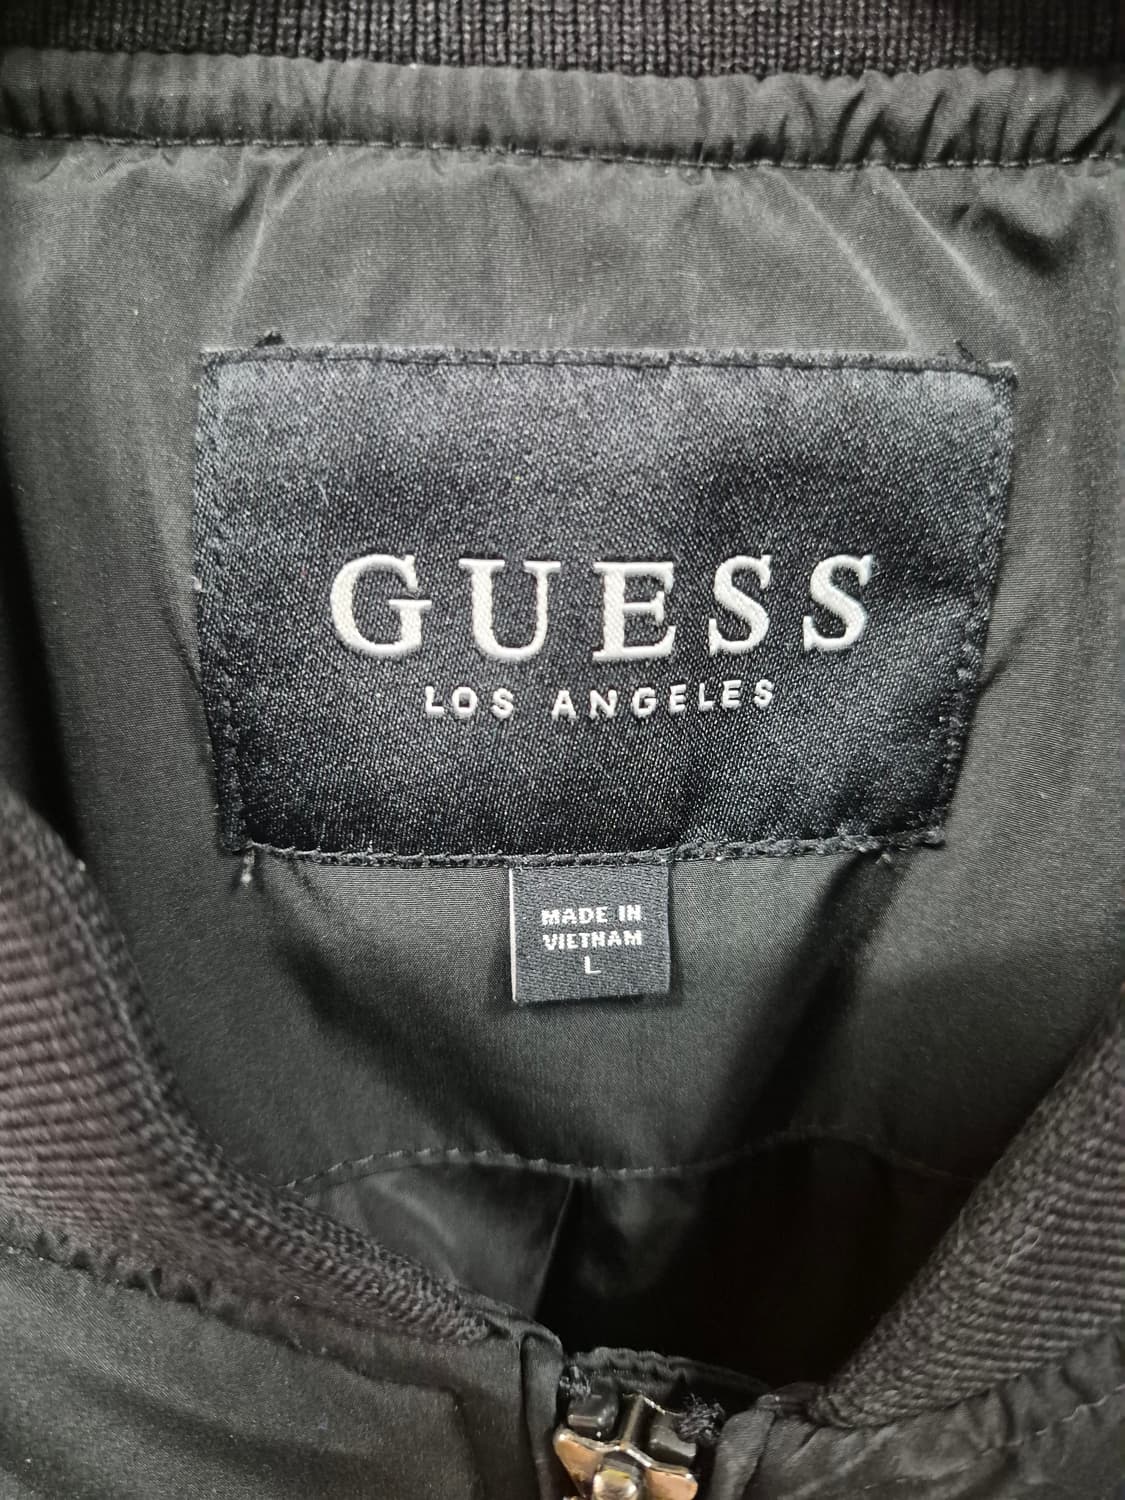 GUESS
LOS ANGELES
MADE IN
VIETNAM
L